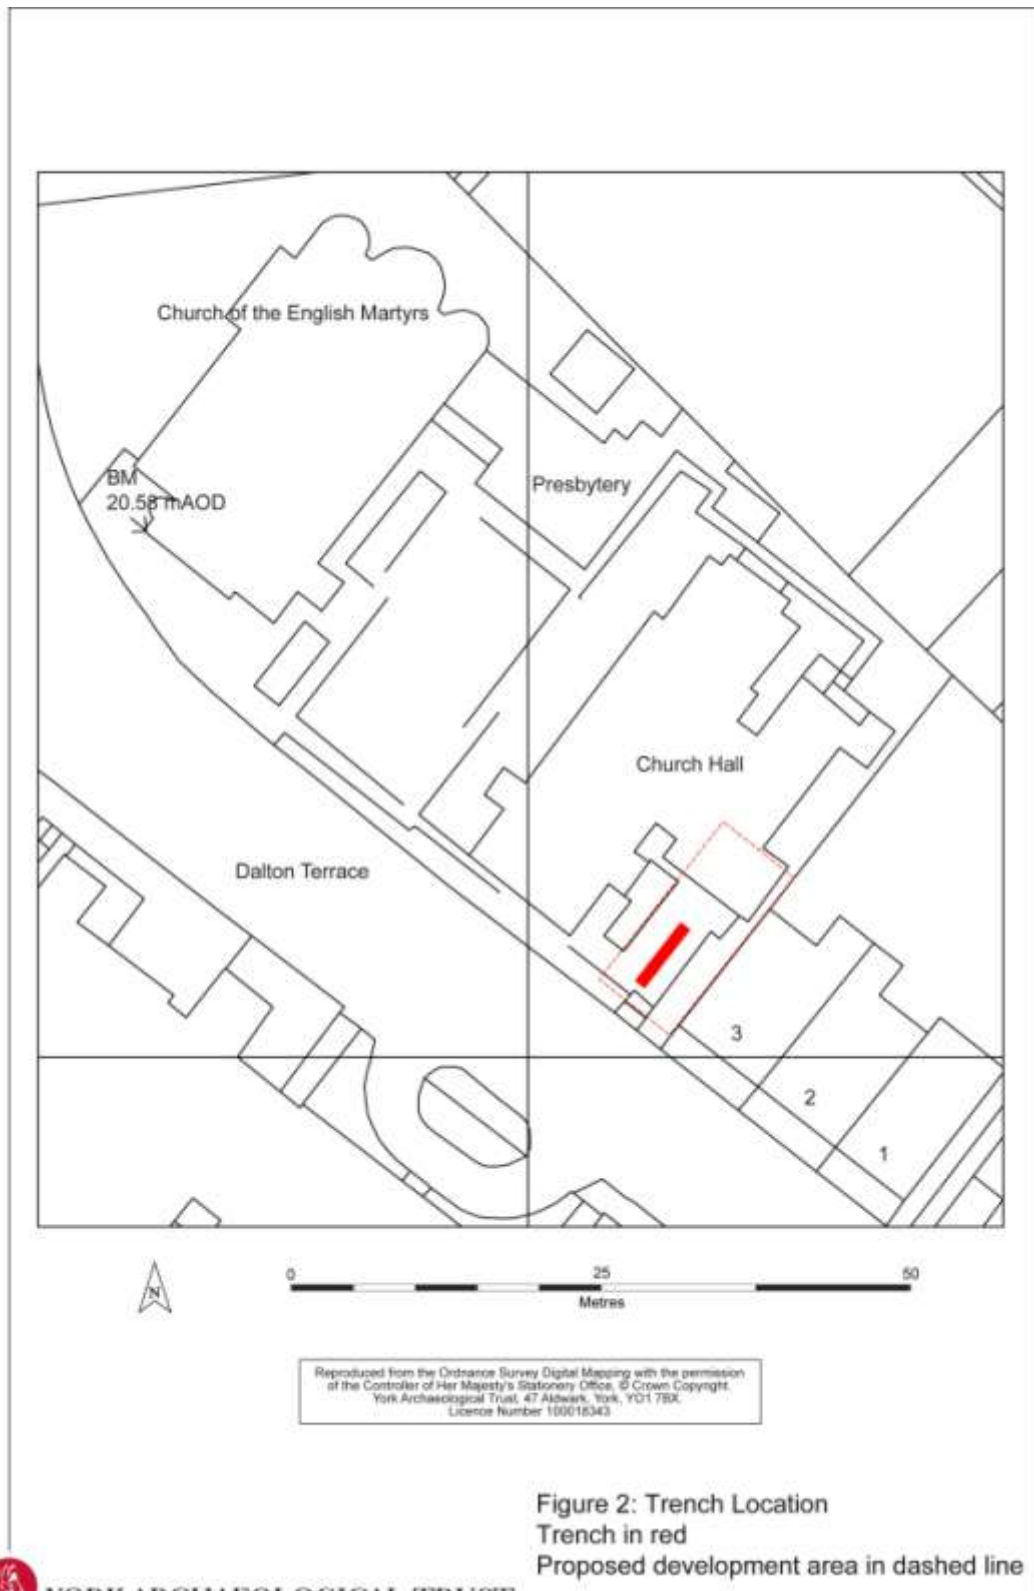 Church of the English Martyrs
BM
20.58 mAOD
Presbytery
Church Hall
Dalton Terrace
3
2
1
N
0 25 50
Metres
Reproduced from the Ordnance Survey Digital Mapping with the permission
of the Controller of Her Majesty's Stationery Office, © Crown Copyright.
York Archaeological Trust, 47 Aldwark, York, YO1 7BX.
Licence Number 100018343
Figure 2: Trench Location
Trench in red
Proposed development area in dashed line
YORK ARCHAEOLOGICAL TRUST